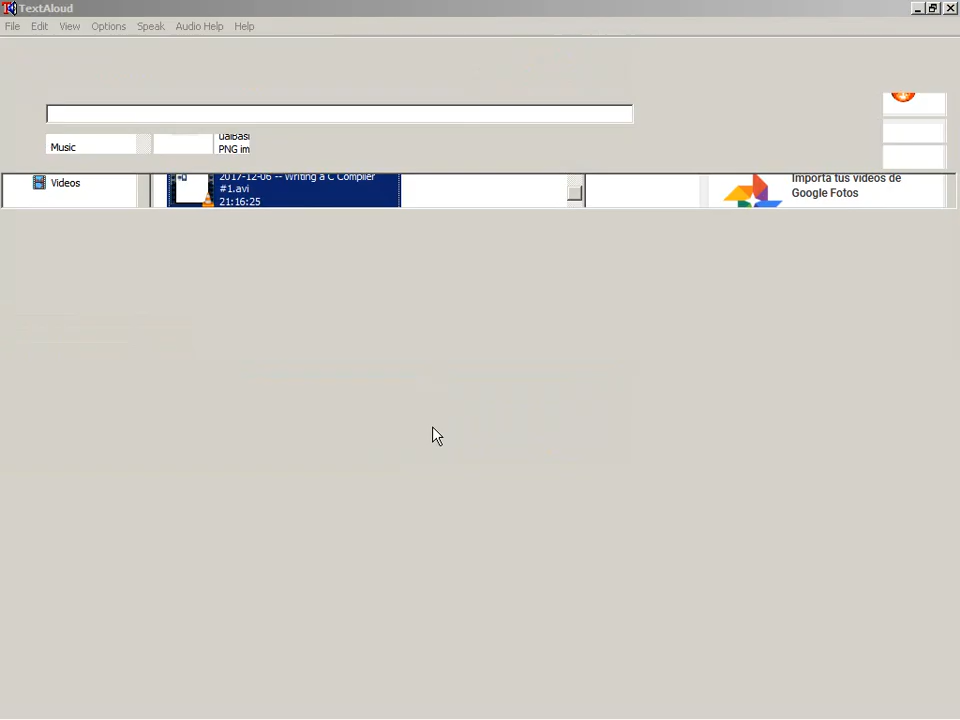 TextAloud
File Edit View Options Speak Audio Help Help
Music
PNG im
Videos
2017-12-06 -- Writing a C Compiler
#1.avi
21:16:25
Importa tus videos de
Google Fotos